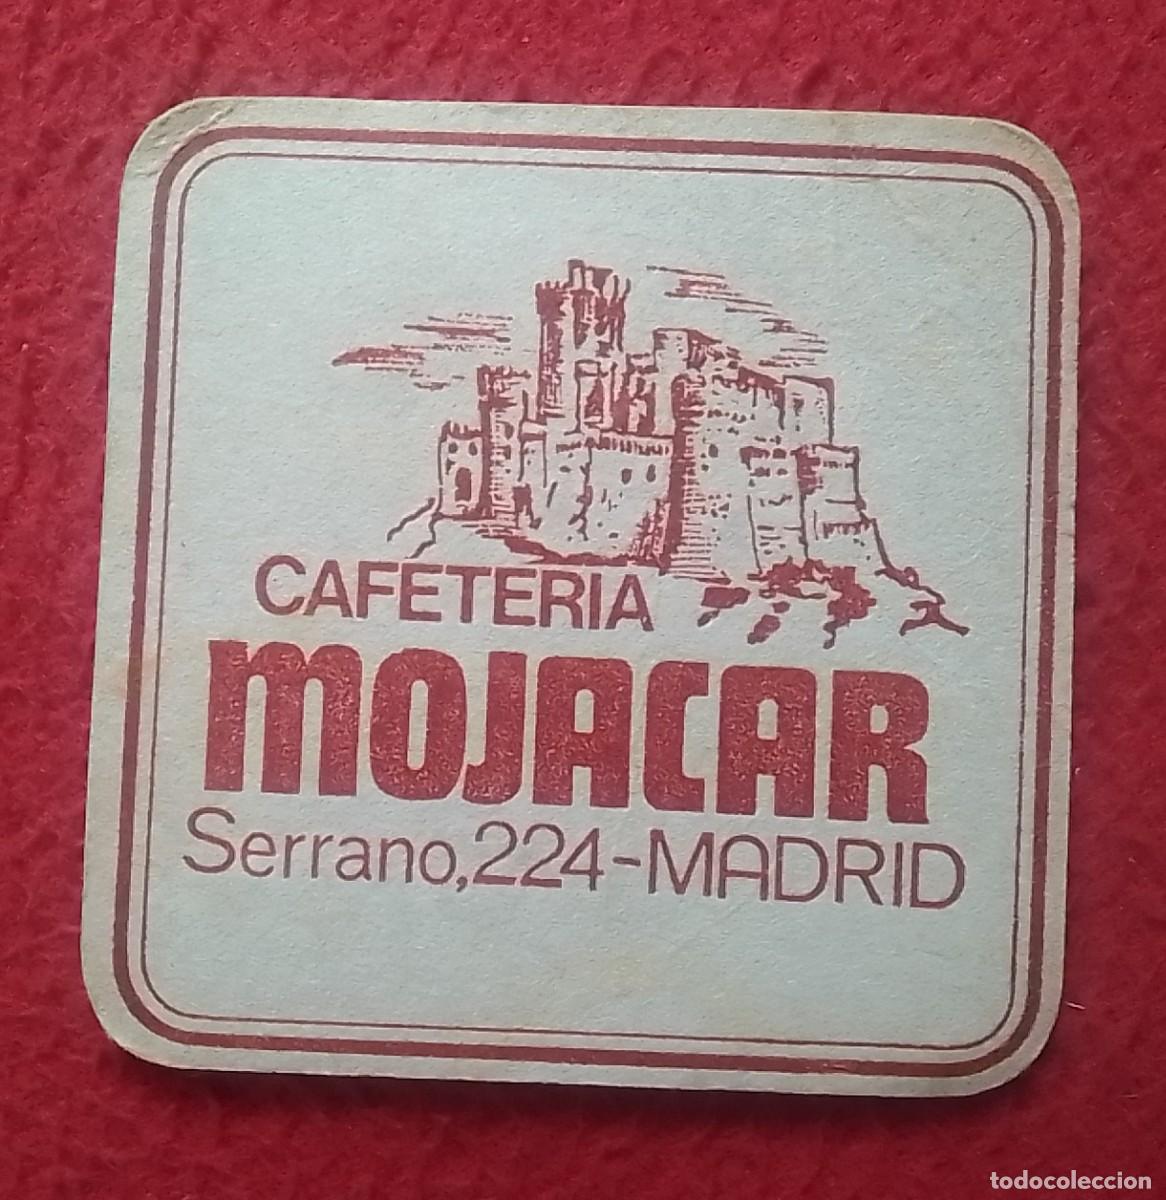 CAFETERIA
MOJACAR
Serrano, 224-MADRID
todocoleccion